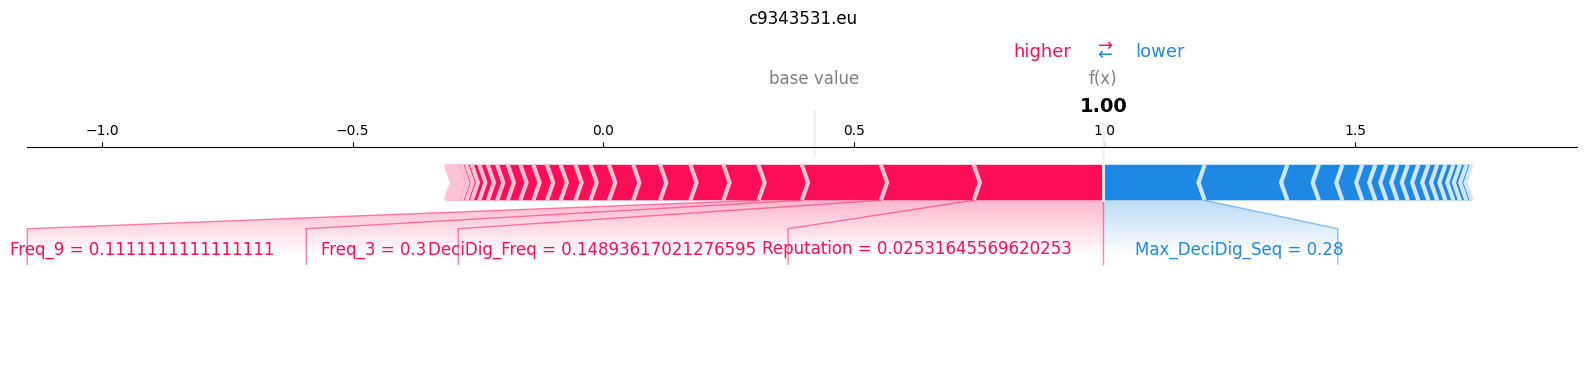 c9343531.eu
higher → ← lower
base value f(x)
1.00
−1.0 −0.5 0.0 0.5 1.0 1.5
Freq_9 = 0.1111111111111111 Freq_3 = 0.3 DeciDig_Freq = 0.14893617021276595 Reputation = 0.02531645569620253 Max_DeciDig_Seq = 0.28